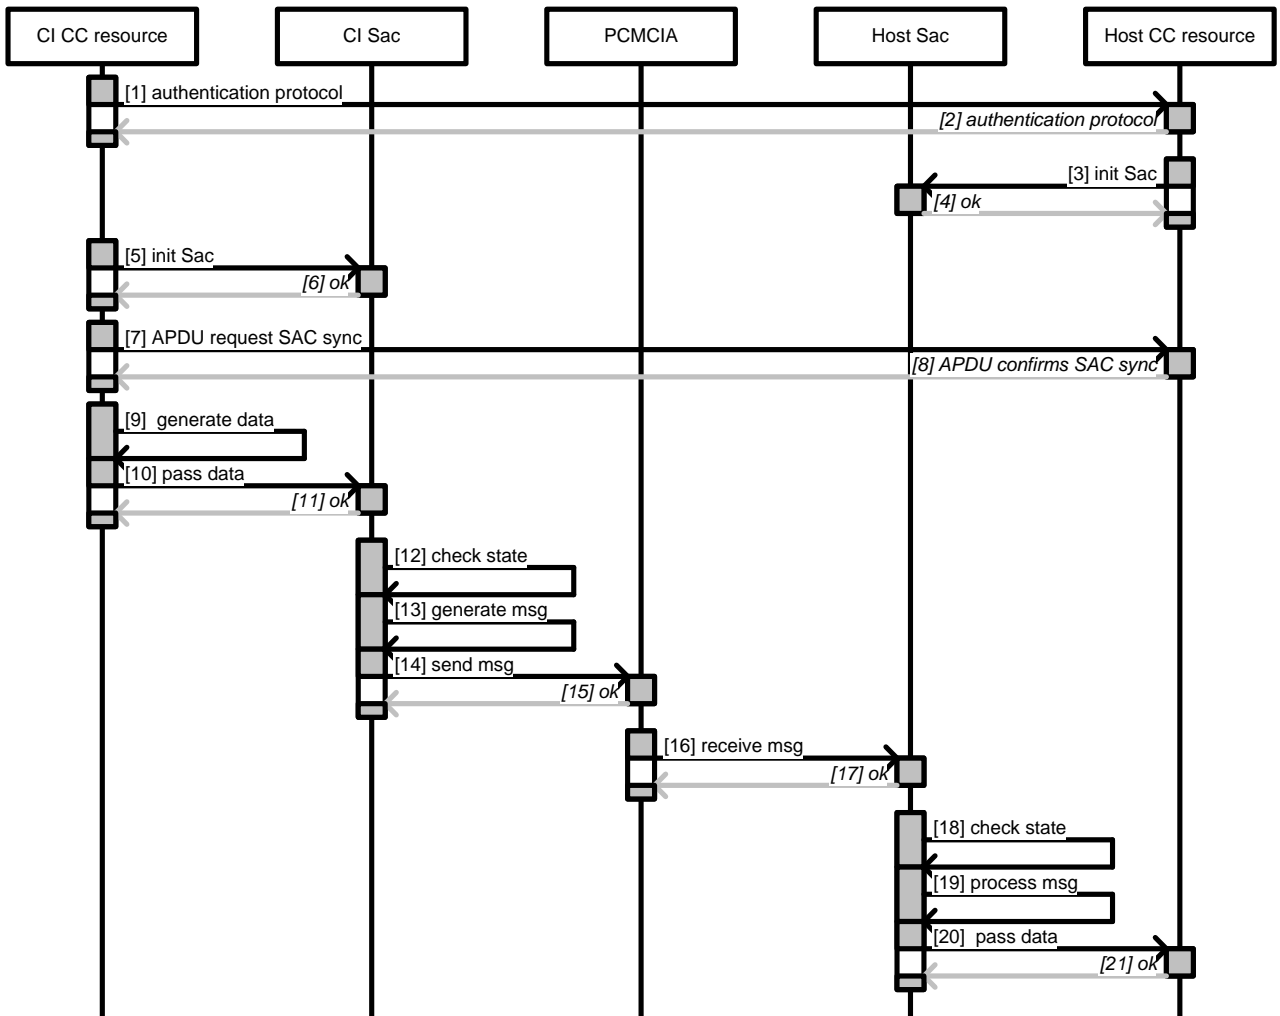 CI CC resource
CI Sac
PCMCIA
Host Sac
Host CC resource
[1] authentication protocol
[2] authentication protocol
[3] init Sac
[4] ok
[5] init Sac
[6] ok
[7] APDU request SAC sync
[8] APDU confirms SAC sync
[9]  generate data
[10] pass data
[11] ok
[12] check state
[13] generate msg
[14] send msg
[15] ok
[16] receive msg
[17] ok
[18] check state
[19] process msg
[20]  pass data
[21] ok